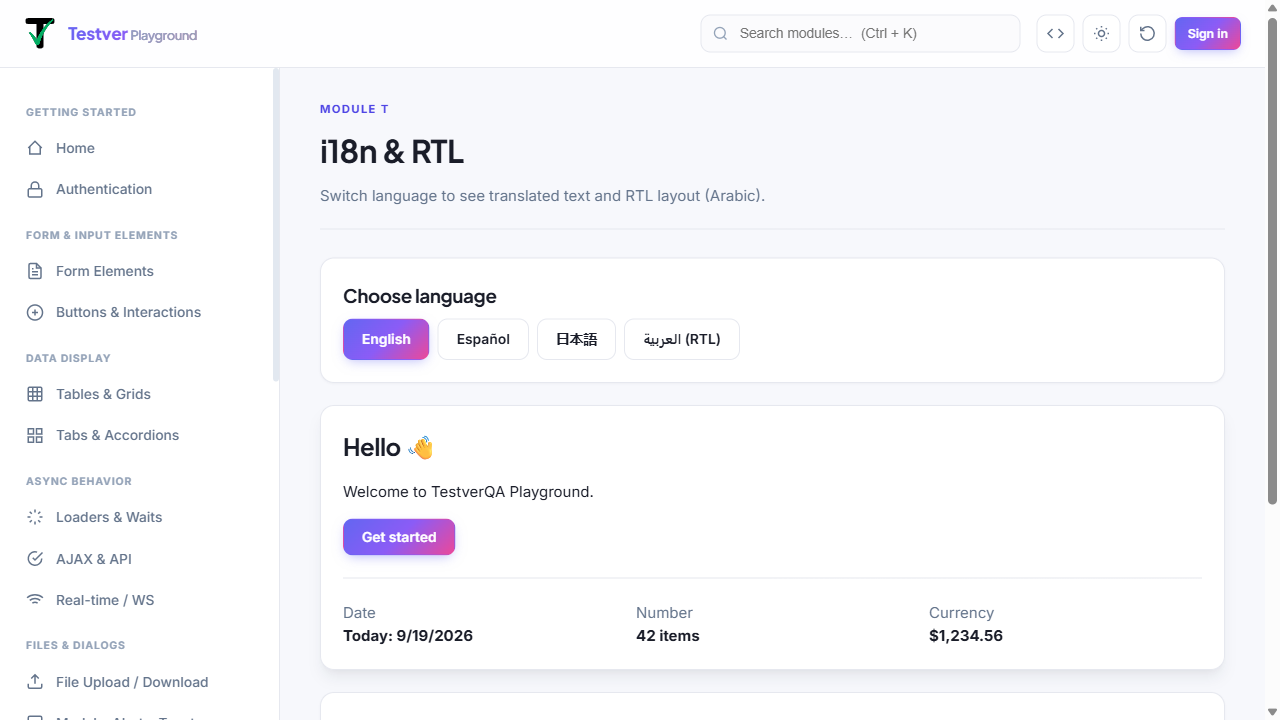 Testver Playground
Search modules... (Ctrl + K)
Sign in
GETTING STARTED
Home
Authentication
FORM & INPUT ELEMENTS
Form Elements
Buttons & Interactions
DATA DISPLAY
Tables & Grids
Tabs & Accordions
ASYNC BEHAVIOR
Loaders & Waits
AJAX & API
Real-time / WS
FILES & DIALOGS
File Upload / Download
MODULE T
i18n & RTL
Switch language to see translated text and RTL layout (Arabic).
Choose language
English
Español
日本語
العربية (RTL)
Hello 👋
Welcome to TestverQA Playground.
Get started
Date
Today: 9/19/2026
Number
42 items
Currency
$1,234.56